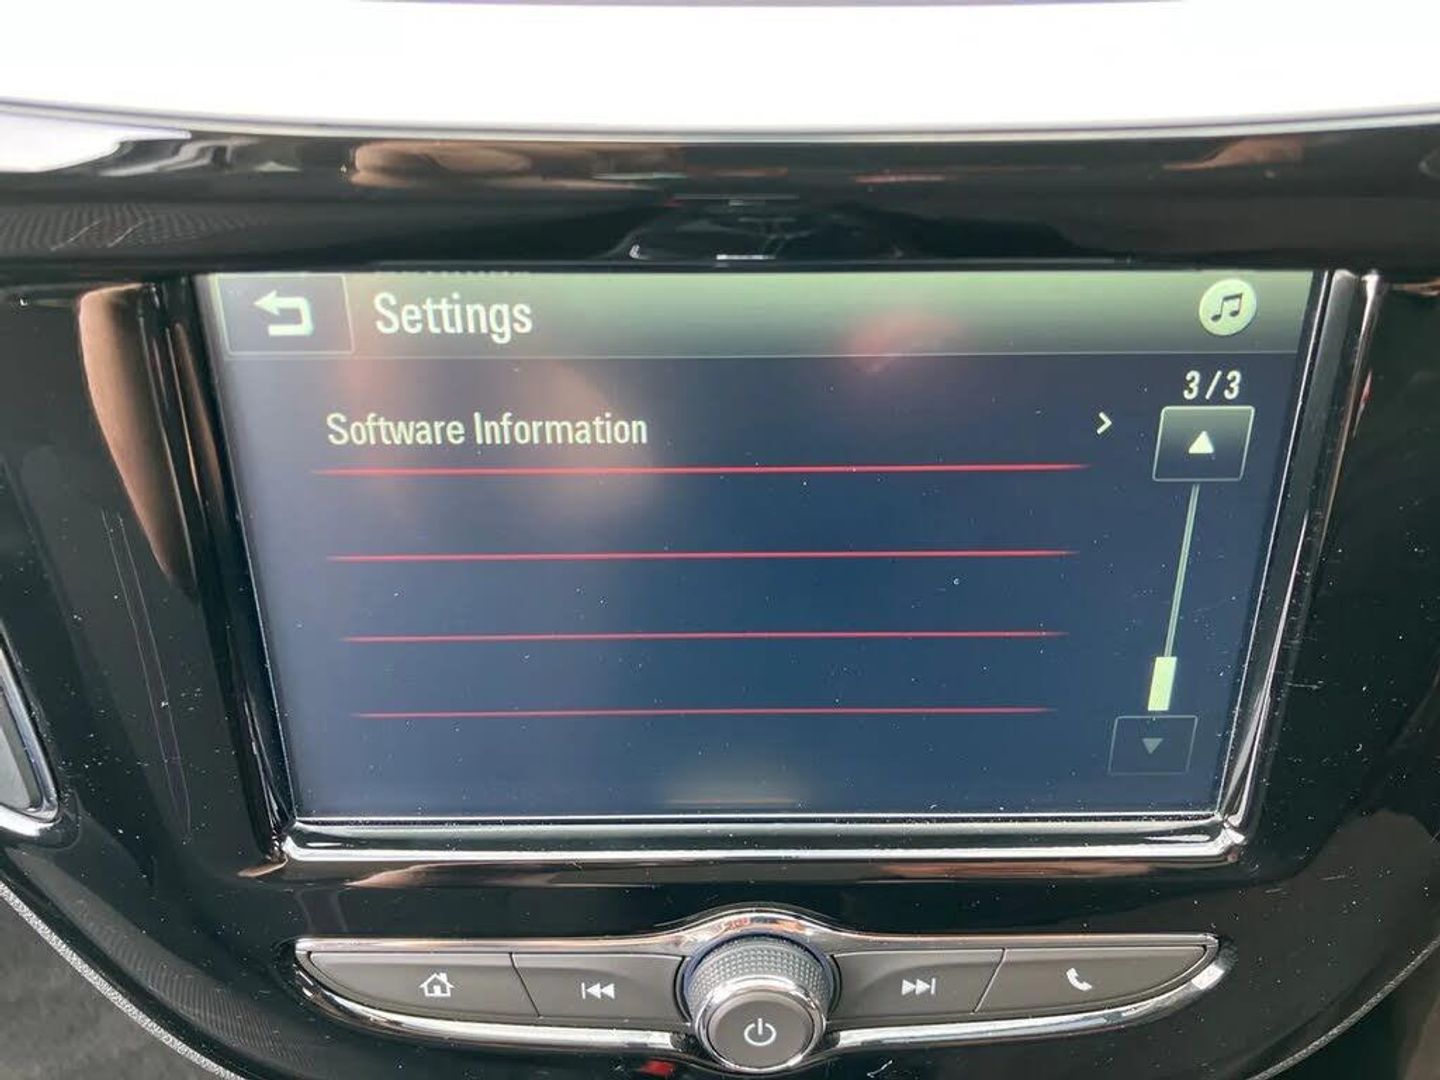 Settings
3/3
Software Information